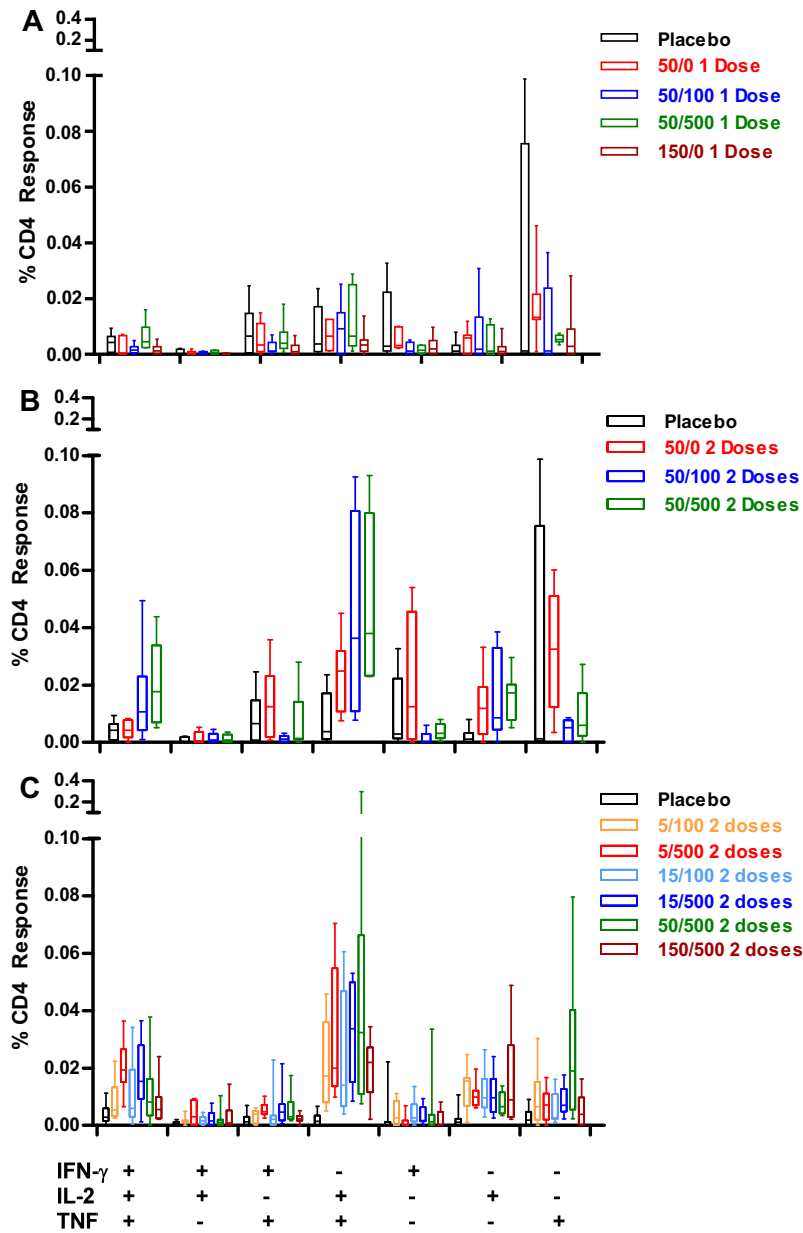 A
0.4
0.2
0.10
0.08
0.06
0.04
0.02
0.00
% CD4 Response
Placebo
50/0 1 Dose
50/100 1 Dose
50/500 1 Dose
150/0 1 Dose
B
0.4
0.2
0.10
0.08
0.06
0.04
0.02
0.00
% CD4 Response
Placebo
50/0 2 Doses
50/100 2 Doses
50/500 2 Doses
C
0.4
0.2
0.10
0.08
0.06
0.04
0.02
0.00
% CD4 Response
Placebo
5/100 2 doses
5/500 2 doses
15/100 2 doses
15/500 2 doses
50/500 2 doses
150/500 2 doses
IFN-γ + + + - + - -
IL-2 + + - + - + -
TNF + - + + - - +